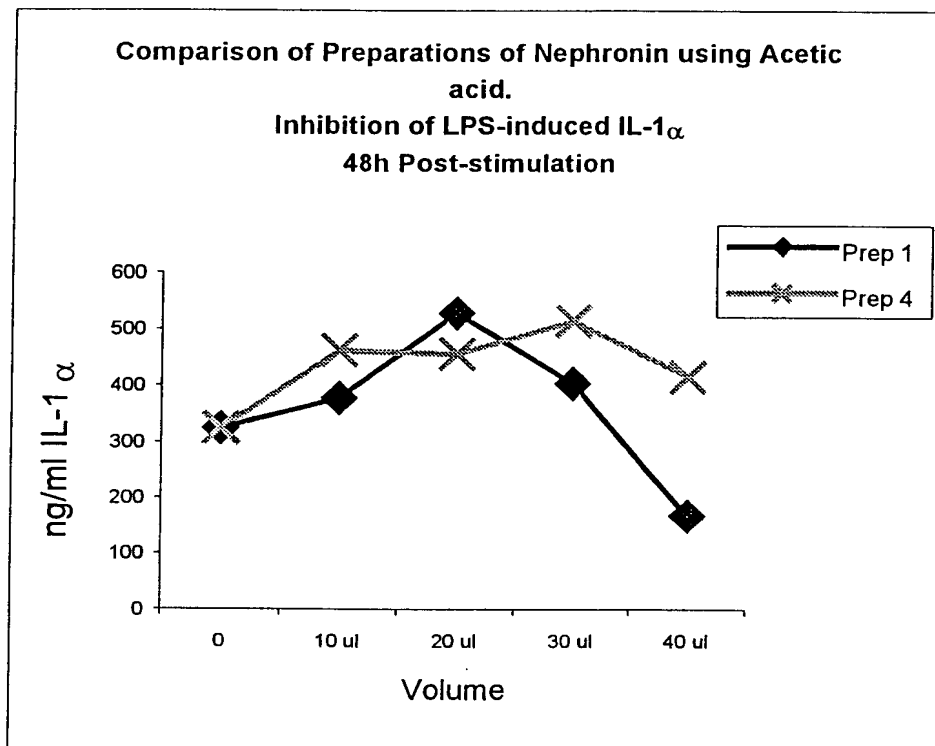 Comparison of Preparations of Nephronin using Acetic
acid.
Inhibition of LPS-induced IL-1α
48h Post-stimulation
Prep 1
Prep 4
600
500
400
300
200
100
0
ng/ml IL-1 α
0 10 ul 20 ul 30 ul 40 ul
Volume